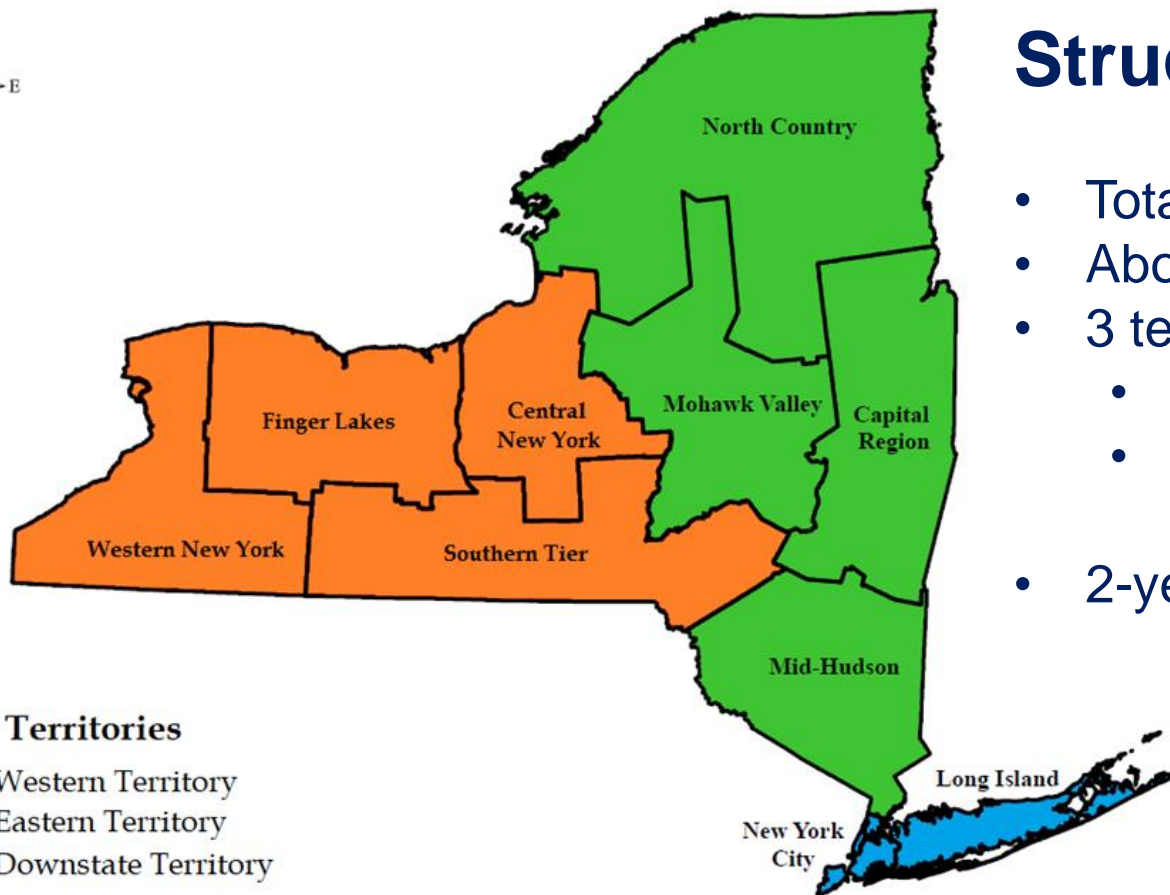 E
Struc
North Country
• Tota
• Abo
• 3 te
•
•
• 2-ye
Finger Lakes
Central
New York
Mohawk Valley
Capital
Region
Western New York
Southern Tier
Mid-Hudson
Territories
Western Territory
Eastern Territory
Downstate Territory
Long Island
New York
City